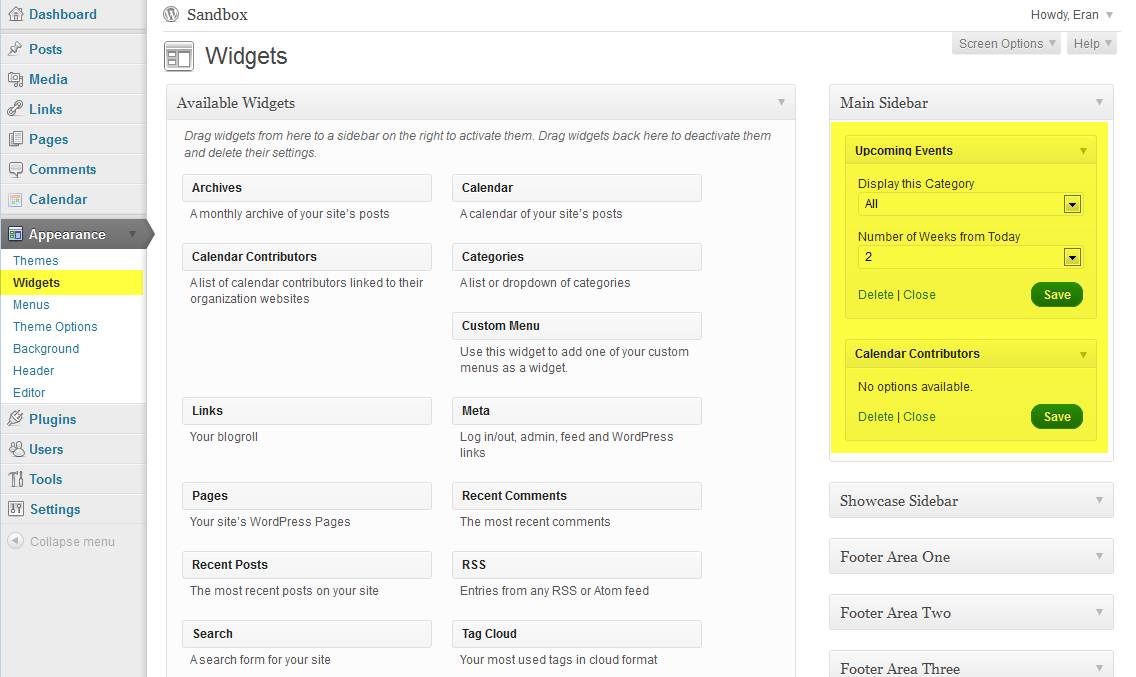 Dashboard
Posts
Media
Links
Pages
Comments
Calendar
Appearance
Themes
Widgets
Menus
Theme Options
Background
Header
Editor
Plugins
Users
Tools
Settings
Collapse menu
Sandbox
Howdy, Eran
Screen Options
Help
Widgets
Available Widgets
Drag widgets from here to a sidebar on the right to activate them. Drag widgets back here to deactivate them
and delete their settings.
Archives
A monthly archive of your site's posts
Calendar
A calendar of your site's posts
Calendar Contributors
A list of calendar contributors linked to their
organization websites
Categories
A list or dropdown of categories
Custom Menu
Use this widget to add one of your custom
menus as a widget.
Links
Your blogroll
Meta
Log in/out, admin, feed and WordPress
links
Pages
Your site's WordPress Pages
Recent Comments
The most recent comments
Recent Posts
The most recent posts on your site
RSS
Entries from any RSS or Atom feed
Search
A search form for your site
Tag Cloud
Your most used tags in cloud format
Main Sidebar
Upcoming Events
Display this Category
All
Number of Weeks from Today
2
Delete | Close
Save
Calendar Contributors
No options available.
Delete | Close
Save
Showcase Sidebar
Footer Area One
Footer Area Two
Footer Area Three